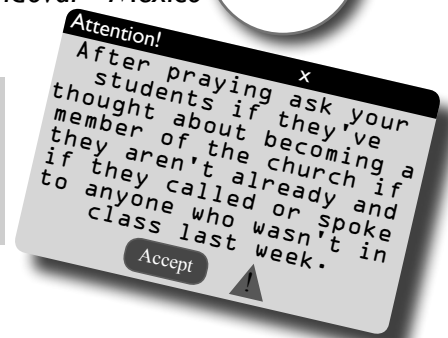 Mexico
Attention!
x
After praying ask your
students if they've
thought about becoming a
member of the church if
they aren't already and
if they called or spoke
to anyone who wasn't in
class last week.
Accept
!